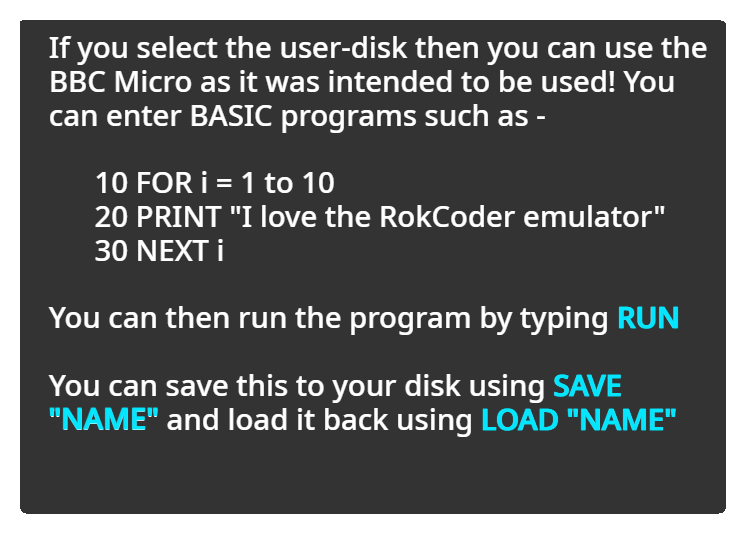 If you select the user-disk then you can use the
BBC Micro as it was intended to be used! You
can enter BASIC programs such as -
10 FOR i = 1 to 10
20 PRINT "I love the RokCoder emulator"
30 NEXT i
You can then run the program by typing RUN
You can save this to your disk using SAVE
"NAME" and load it back using LOAD "NAME"